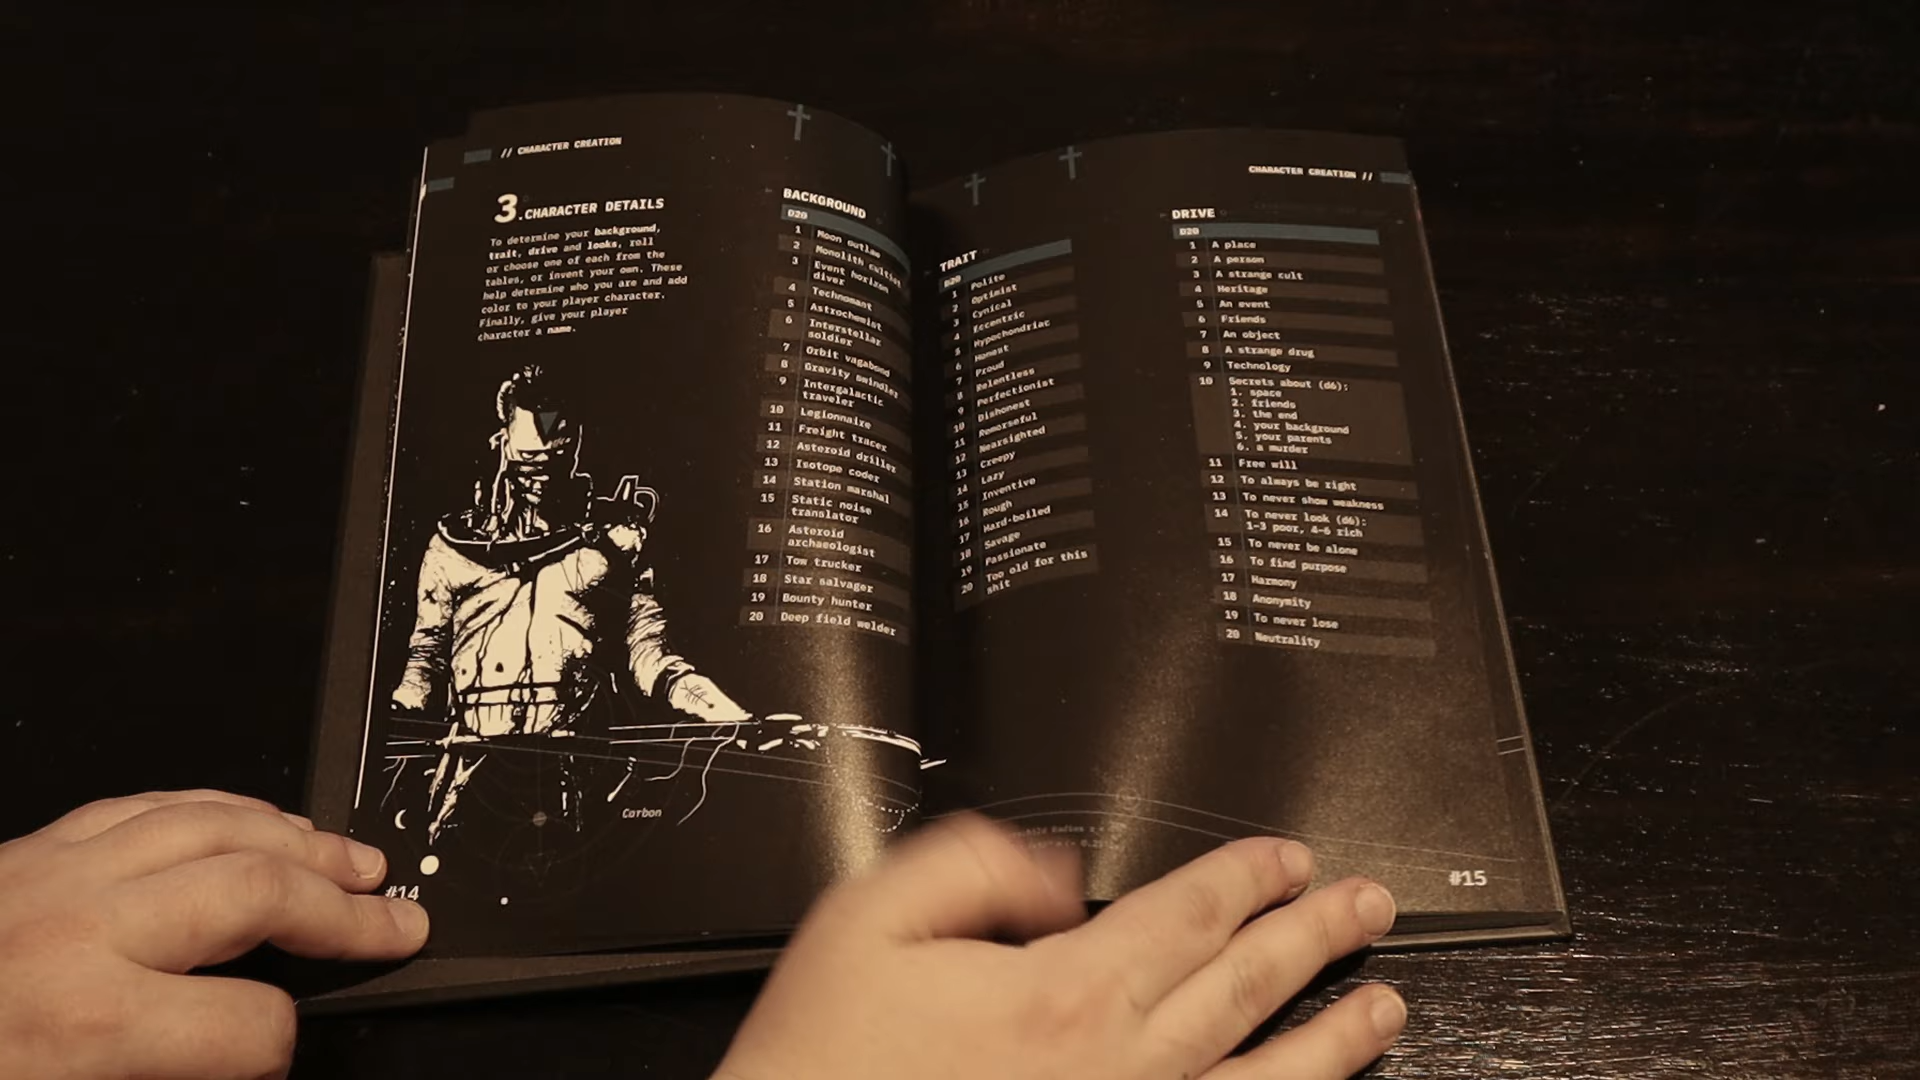 // CHARACTER CREATION
3.CHARACTER DETAILS
To determine your background,
trait, drive and looks, roll
or choose one of each from the
tables, or invent your own. These
help determine who you are and add
color to your player character.
Finally, give your player
character a name.
Carbon
#14
BACKGROUND
D20
1 Moon outlaw
2 Monolith cultist
3 Event horizon
diver
4 Technomant
5 Astrochemist
6 Interstellar
soldier
7 Orbit vagabond
8 Gravity swindler
9 Intergalactic
traveler
10 Legionnaire
11 Freight tracer
12 Asteroid driller
13 Isotope coder
14 Station marshal
15 Static noise
translator
16 Asteroid
archaeologist
17 Tow trucker
18 Star salvager
19 Bounty hunter
20 Deep field welder
CHARACTER CREATION //
TRAIT
D20
1 Polite
2 Optimist
3 Cynical
4 Eccentric
5 Hypochondriac
6 Honest
7 Proud
8 Relentless
9 Perfectionist
10 Dishonest
11 Remorseful
12 Nearsighted
13 Creepy
14 Lazy
15 Inventive
16 Rough
17 Hard-boiled
18 Savage
19 Passionate
20 Too old for this
shit
DRIVE
D20
1 A place
2 A person
3 A strange cult
4 Heritage
5 An event
6 Friends
7 An object
8 A strange drug
9 Technology
10 Secrets about (d6):
1. space
2. friends
3. the end
4. your background
5. your parents
6. a murder
11 Free will
12 To always be right
13 To never show weakness
14 To never look (d6):
1-3 poor, 4-6 rich
15 To never be alone
16 To find purpose
17 Harmony
18 Anonymity
19 To never lose
20 Neutrality
#15